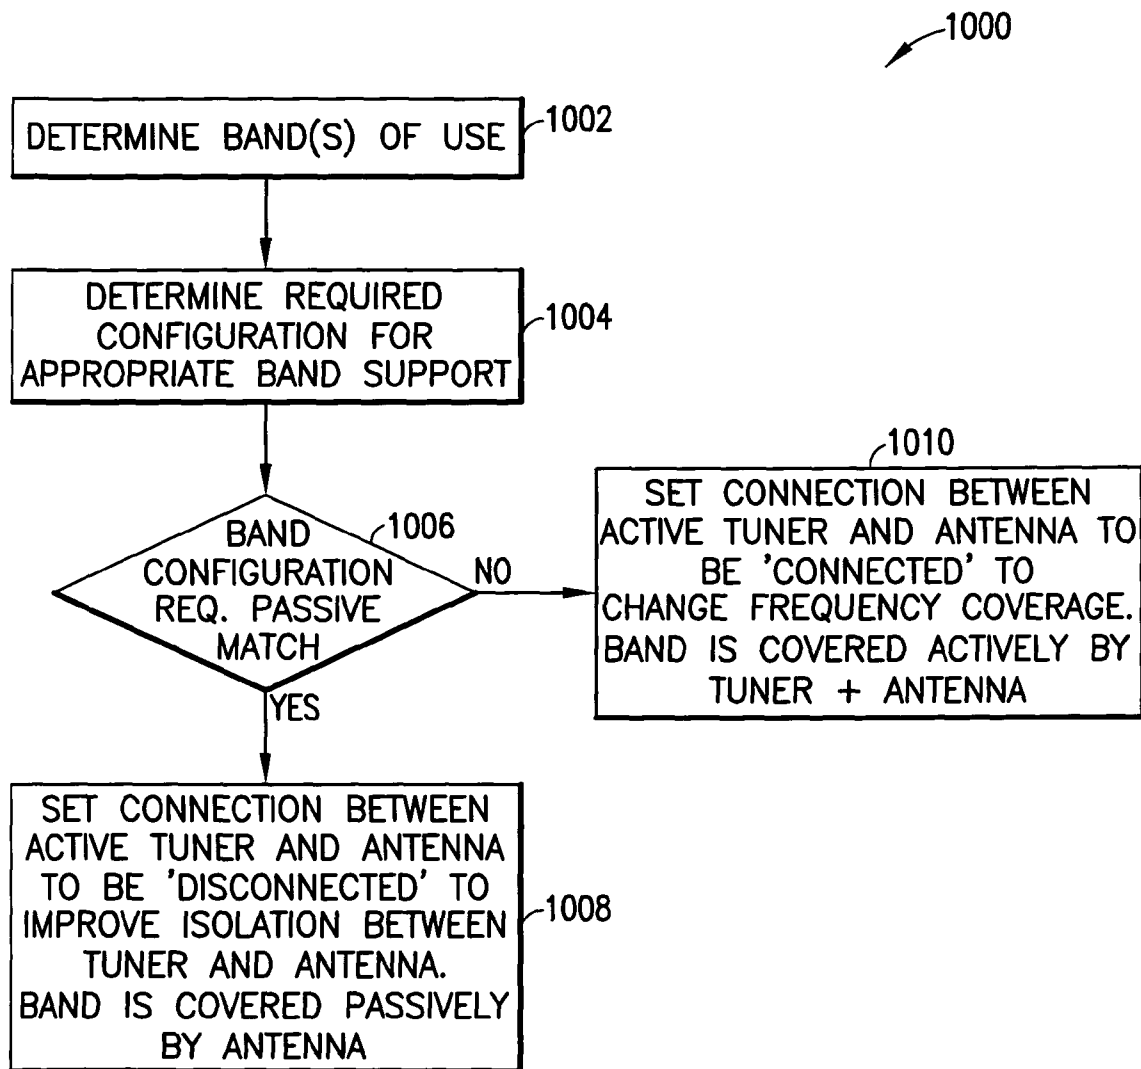 1000
DETERMINE BAND(S) OF USE
1002
DETERMINE REQUIRED
CONFIGURATION FOR
APPROPRIATE BAND SUPPORT
1004
BAND
CONFIGURATION
REQ. PASSIVE
MATCH
1006
NO
YES
1010
SET CONNECTION BETWEEN
ACTIVE TUNER AND ANTENNA TO
BE 'CONNECTED' TO
CHANGE FREQUENCY COVERAGE.
BAND IS COVERED ACTIVELY BY
TUNER + ANTENNA
SET CONNECTION BETWEEN
ACTIVE TUNER AND ANTENNA
TO BE 'DISCONNECTED' TO
IMPROVE ISOLATION BETWEEN
TUNER AND ANTENNA.
BAND IS COVERED PASSIVELY
BY ANTENNA
1008